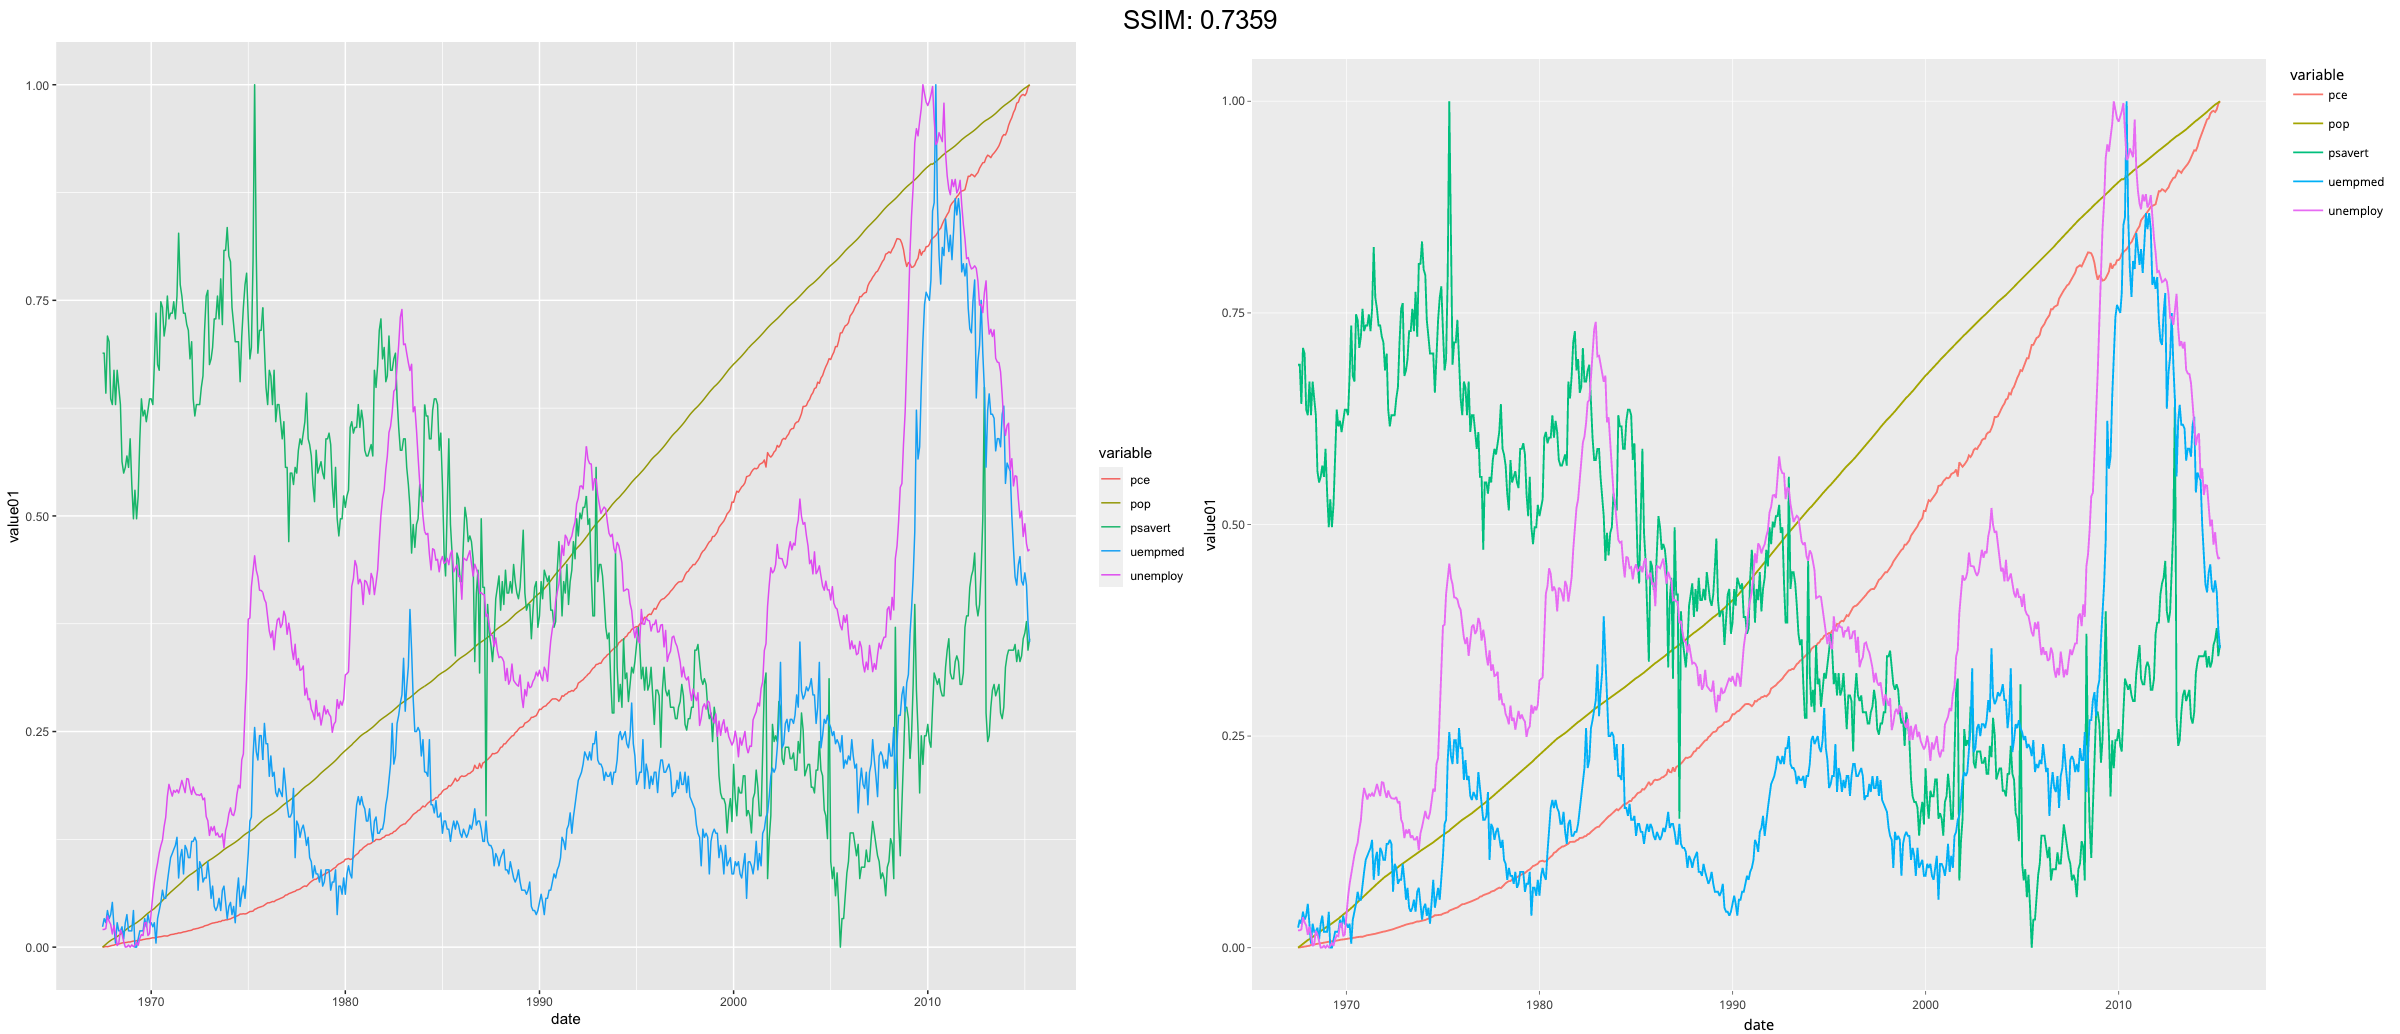 SSIM: 0.7359
value01
1.00
0.75
0.50
0.25
0.00
1970 1980 1990 2000 2010
date
variable
pce
pop
psavert
uempmed
unemploy
value01
1.00
0.75
0.50
0.25
0.00
1970 1980 1990 2000 2010
date
variable
pce
pop
psavert
uempmed
unemploy